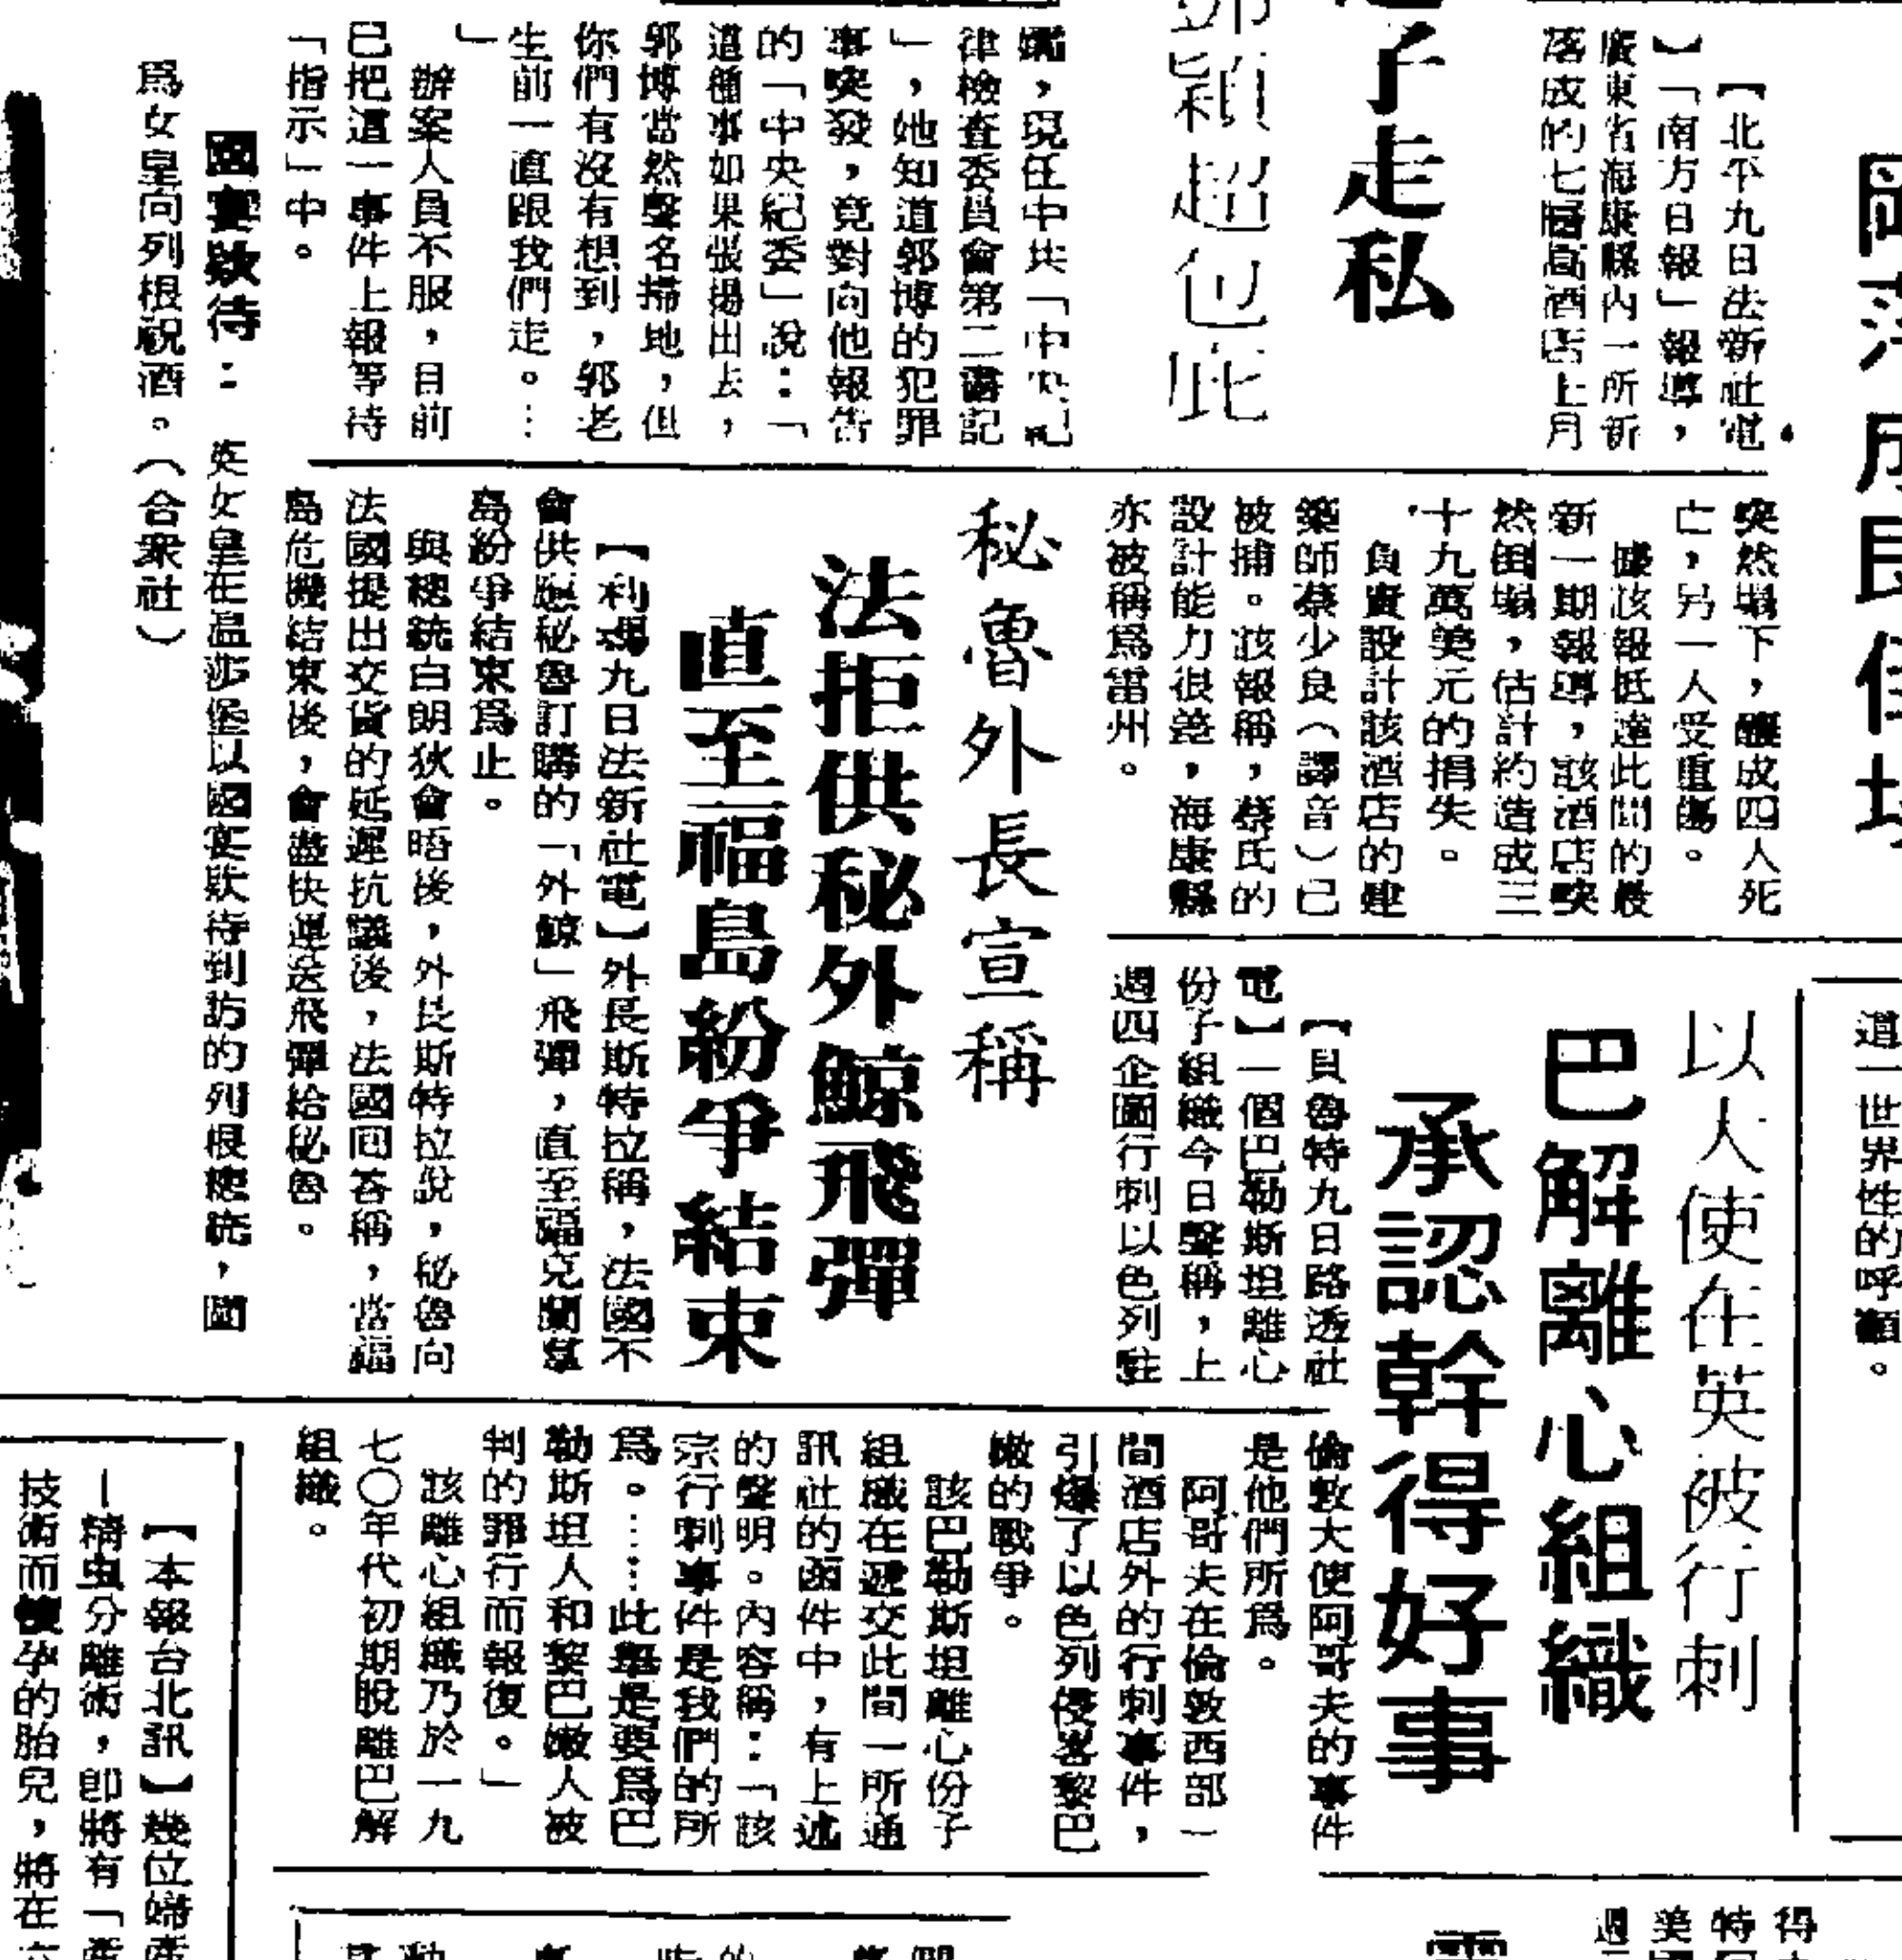 【北平九日法新社電
】「南方日報」報導，
廣東省海康縣內一所新
落成的七層高酒店上月
突然塌下，釀成四人死
亡，另一人受重傷。
據該報抵達此間的最
新一期報導，該酒店突
然倒塌，估計約造成三
十九萬美元的損失。
負責設計該酒店的建
築師蔡少良（譯音）已
被捕。該報稱，蔡氏的
設計能力很差，海康縣
亦被稱爲雷州。
子走私
現任中共「中央紀
律檢查委員會第二書記
」，她知道郭博的犯罪
事突發，竟對向他報告
的「中央紀委」說：「
這種事如果張揚出去，
郭博當然聲名掃地，但
你們有沒有想到，郭老
生前一直跟我們走。…
」
辦案人員不服，目前
已把這一事件上報等待
「指示」中。
國宴款待：
英女皇在溫莎堡以國宴款待到訪的列根總統，圖
爲女皇向列根祝酒。（合衆社）
秘魯外長宣稱
法拒供秘外鯨飛彈
直至福島紛爭結束
【利瑪九日法新社電】外長斯特拉稱，法國不
會供應秘魯訂購的「外鯨」飛彈，直至福克蘭羣
島紛爭結束爲止。
與總統白朗狄會晤後，外長斯特拉說，秘魯向
法國提出交貨的延遲抗議後，法國回答稱，當福
島危機結束後，會盡快運送飛彈給秘魯。
道一世界性的呼籲。
以大使在英被行刺
巴解離心組織
承認幹得好事
【貝魯特九日路透社
電】一個巴勒斯坦離心
份子組織今日聲稱，上
週四企圖行刺以色列駐
倫敦大使阿哥夫的事件
是他們所爲。
阿哥夫在倫敦西部一
間酒店外的行刺事件，
引爆了以色列侵畧黎巴
嫩的戰爭。
該巴勒斯坦離心份子
組織在遞交此間一所通
訊社的函件中，有上述
的聲明。內容稱：「該
宗行刺事件是我們的所
爲。……此舉是要爲巴
勒斯坦人和黎巴嫩人被
判的罪行而報復。」
該離心組織乃於一九
七〇年代初期脫離巴解
組織。
【本報台北訊】幾位婦產
—精虫分離術，卽將有「產
技術而懷孕的胎兒，將在
得
特
美
週